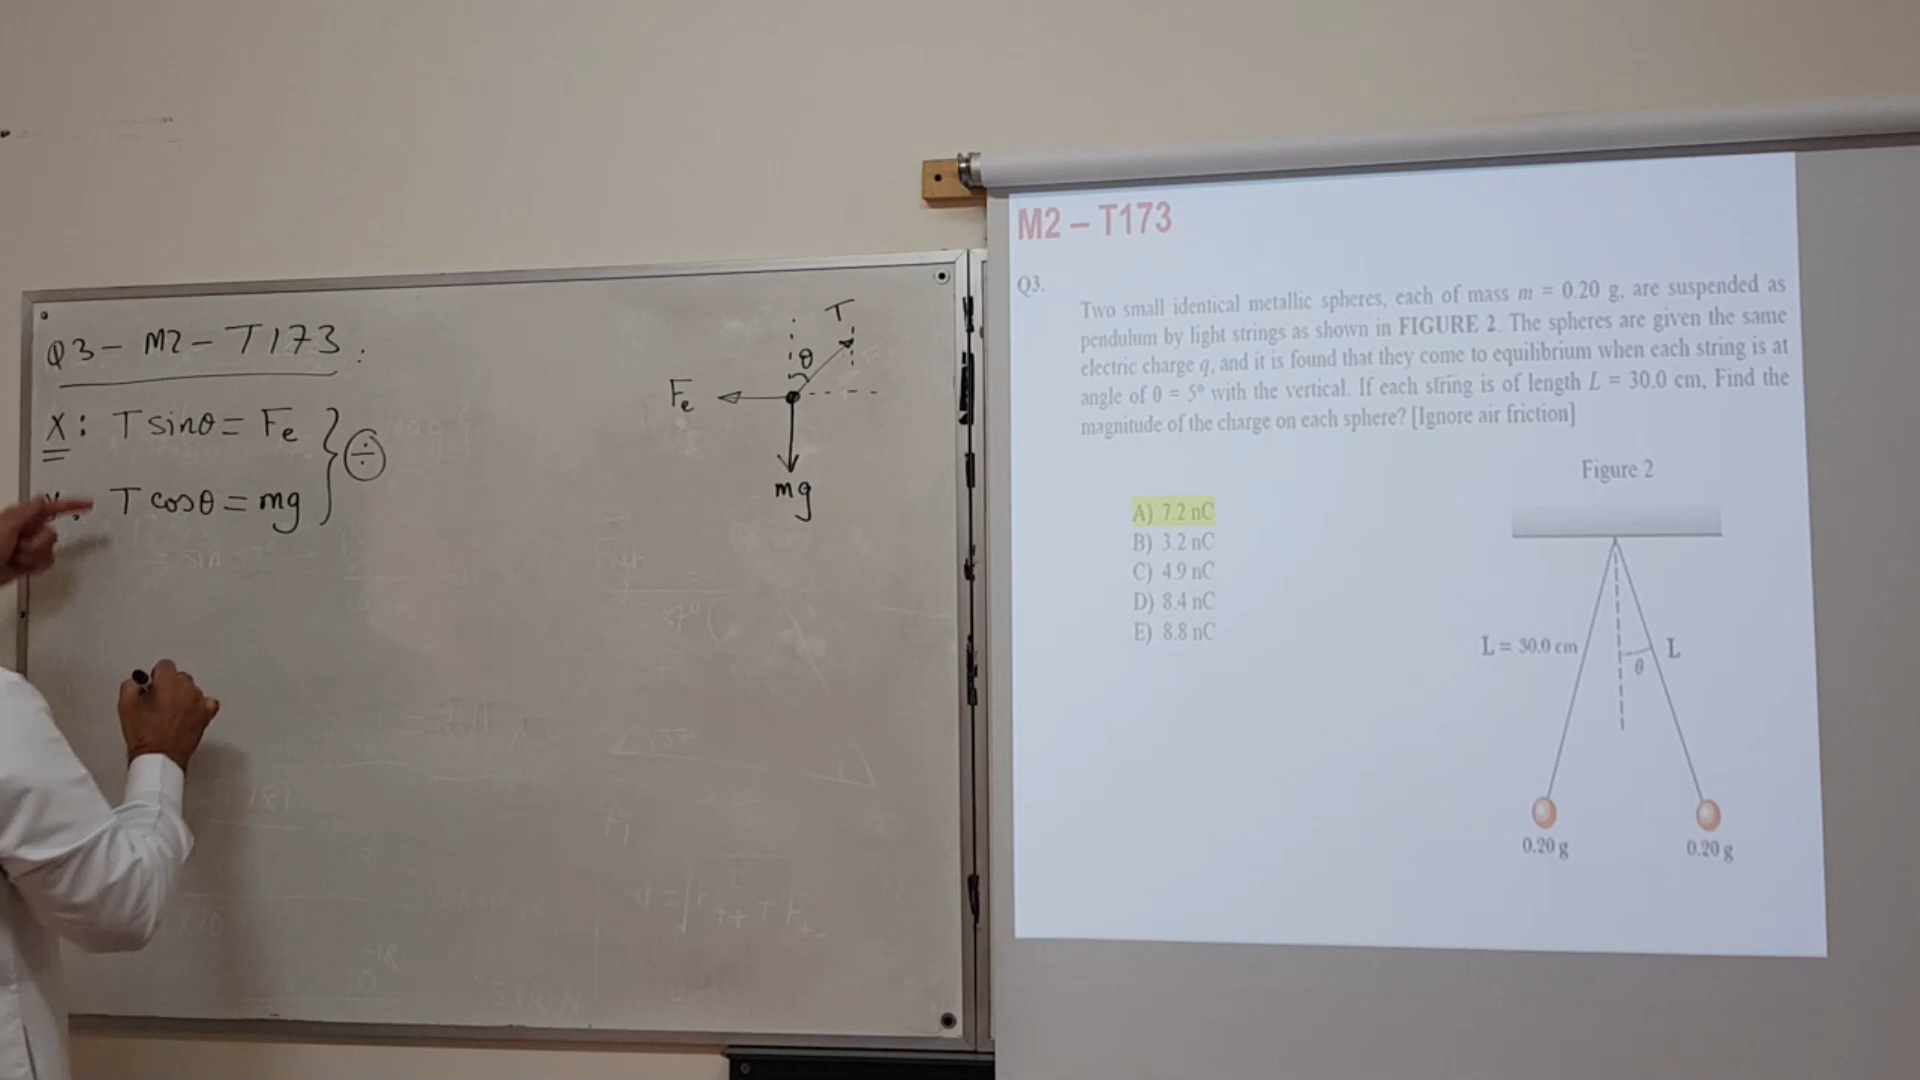 Q3 - M2 - T173 :
X : T sinθ = Fe
÷
T cosθ = mg
T
θ
Fe
mg
M2 – T173
Q3.
Two small identical metallic spheres, each of mass m = 0.20 g, are suspended as
pendulum by light strings as shown in FIGURE 2. The spheres are given the same
electric charge q, and it is found that they come to equilibrium when each string is at
angle of θ = 5° with the vertical. If each string is of length L = 30.0 cm, Find the
magnitude of the charge on each sphere? [Ignore air friction]
A) 7.2 nC
B) 3.2 nC
C) 4.9 nC
D) 8.4 nC
E) 8.8 nC
Figure 2
L = 30.0 cm
L
θ
0.20 g
0.20 g